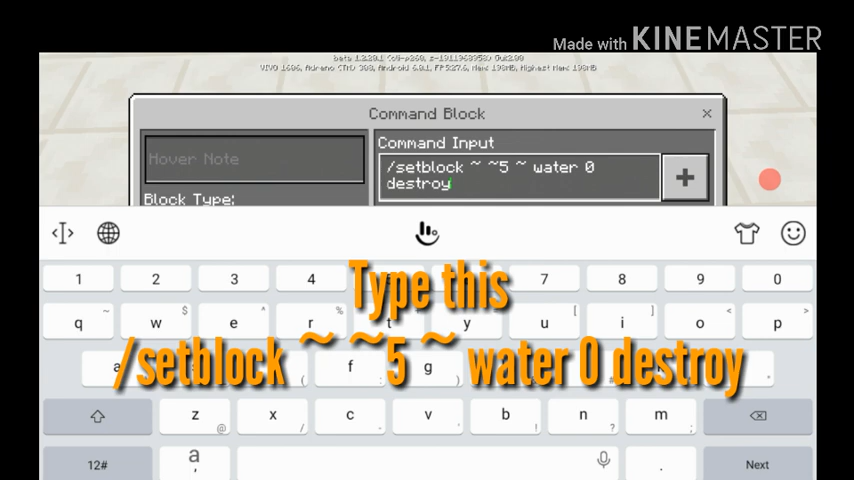 Made with KINEMASTER
Command Block
Hover Note
Command Input
/setblock ~ ~5 ~ water 0
destroy
Block Type:
1 2 3 4 7 8 9 0
q w e r t y u i o p
f g
z x c v b n m
12# Next
Type this
/setblock ~ ~5 ~ water 0 destroy